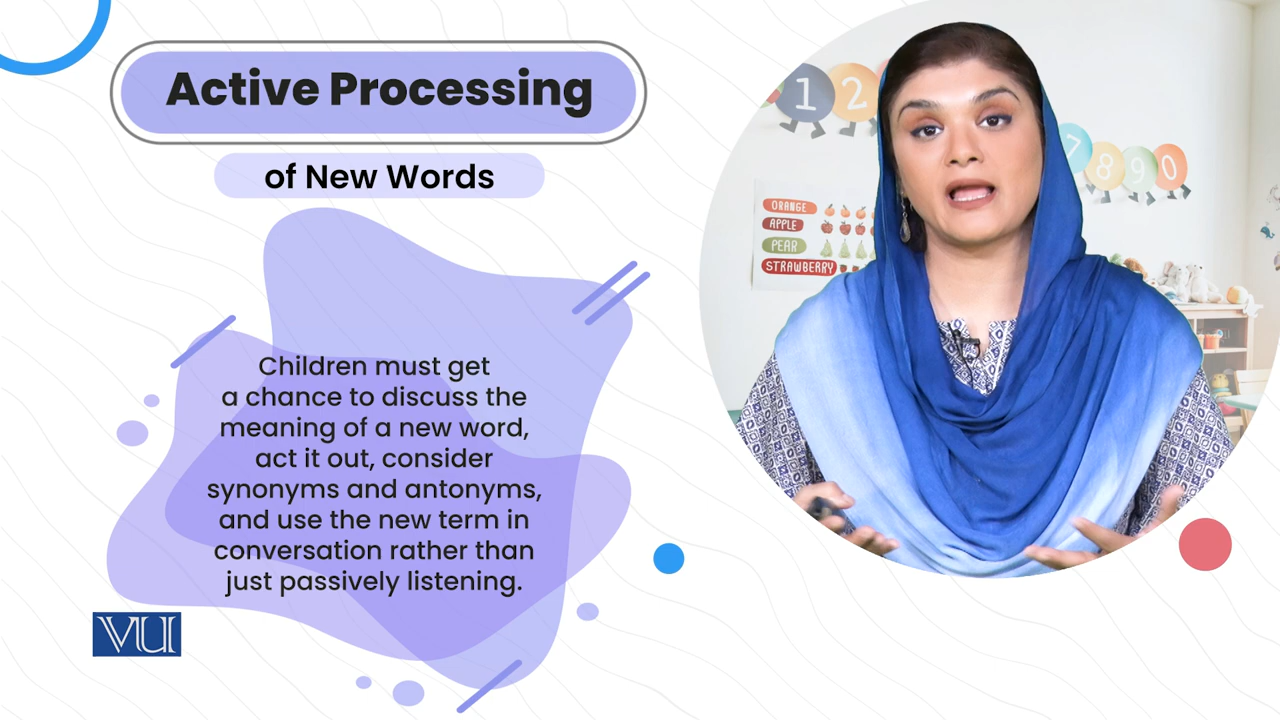 Active Processing
of New Words
Children must get
a chance to discuss the
meaning of a new word,
act it out, consider
synonyms and antonyms,
and use the new term in
conversation rather than
just passively listening.
VU
1 2
7 8 9 0
ORANGE
APPLE
PEAR
STRAWBERRY